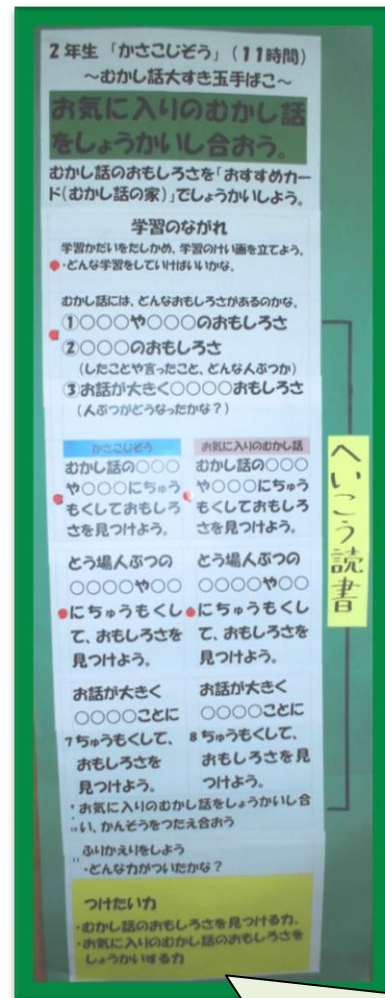 2年生「かさこじぞう」(11時間)
～むかし話大すき玉手ばこ～
お気に入りのむかし話
をしょうかいし合おう。
むかし話のおもしろさを「おすすめカー
ド(むかし話の家)」でしょうかいしよう。
学習のながれ
学習かだいをたしかめ、学習のけい画を立てよう。
・どんな学習をしていけばいいかな。
むかし話には、どんなおもしろさがあるのかな。
①○○○や○○○のおもしろさ
②○○○のおもしろさ
(したことや言ったこと、どんな人ぶつか)
③お話が大きく○○○○おもしろさ
(人ぶつがどうなったかな?)
かさこじぞう
むかし話の○○○
や○○○にちゅう
もくしておもしろ
さを見つけよう。
お気に入りのむかし話
むかし話の○○○
や○○○にちゅう
もくしておもしろ
さを見つけよう。
とう場人ぶつの
○○○○や○○
にちゅうもくし
て、おもしろさを
見つけよう。
とう場人ぶつの
○○○○や○○
にちゅうもくし
て、おもしろさを
見つけよう。
お話が大きく
○○○○ことに
7ちゅうもくして、
おもしろさを
見つけよう。
お話が大きく
○○○○ことに
8ちゅうもくして、
おもしろさを見
つけよう。
お気に入りのむかし話をしょうかいし合
い、かんそうをつたえ合おう
ふりかえりをしよう
・どんな力がついたかな?
つけたい力
・むかし話のおもしろさを見つける力。
・お気に入りのむかし話のおもしろさを
しょうかいする力
へいこう読書